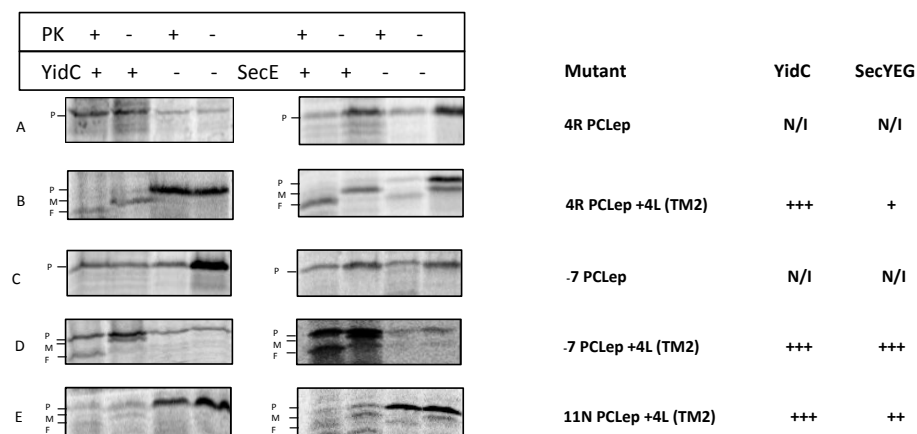 PK + - + - + - + -
YidC + + - - SecE + + - -
Mutant YidC SecYEG
A P P 4R PCLep N/I N/I
B P M F P M F 4R PCLep +4L (TM2) +++ +
C P P -7 PCLep N/I N/I
D P M F P M F -7 PCLep +4L (TM2) +++ +++
E P M F P M F 11N PCLep +4L (TM2) +++ ++